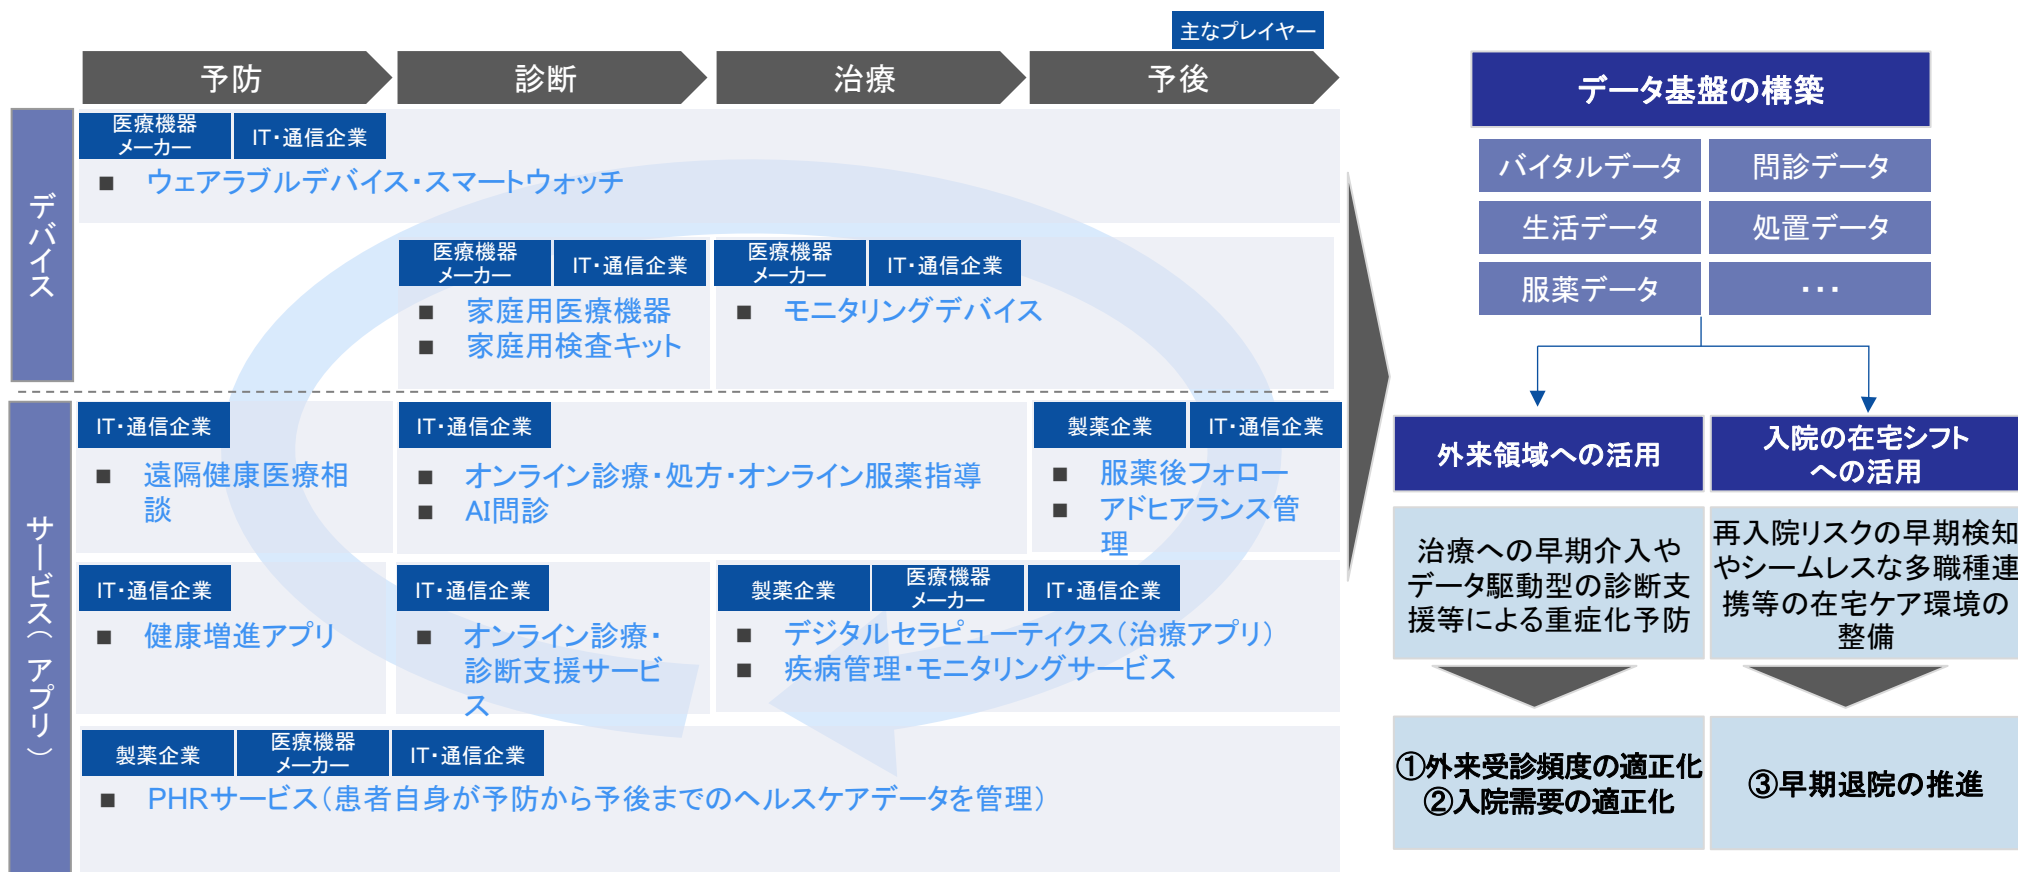 主なプレイヤー
予防
診断
治療
予後
デバイス
医療機器
メーカー
IT・通信企業
■ ウェアラブルデバイス・スマートウォッチ
医療機器
メーカー
IT・通信企業
■ 家庭用医療機器
■ 家庭用検査キット
医療機器
メーカー
IT・通信企業
■ モニタリングデバイス
サービス（アプリ）
IT・通信企業
■ 遠隔健康医療相
談
IT・通信企業
■ オンライン診療・処方・オンライン服薬指導
■ AI問診
製薬企業
IT・通信企業
■ 服薬後フォロー
■ アドヒアランス管
理
IT・通信企業
■ 健康増進アプリ
IT・通信企業
■ オンライン診療・
診断支援サービ
ス
製薬企業
医療機器
メーカー
IT・通信企業
■ デジタルセラピューティクス（治療アプリ）
■ 疾病管理・モニタリングサービス
製薬企業
医療機器
メーカー
IT・通信企業
■ PHRサービス（患者自身が予防から予後までのヘルスケアデータを管理）
データ基盤の構築
バイタルデータ
問診データ
生活データ
処置データ
服薬データ
・・・
外来領域への活用
治療への早期介入や
データ駆動型の診断支
援等による重症化予防
①外来受診頻度の適正化
②入院需要の適正化
入院の在宅シフト
への活用
再入院リスクの早期検知
やシームレスな多職種連
携等の在宅ケア環境の
整備
③早期退院の推進